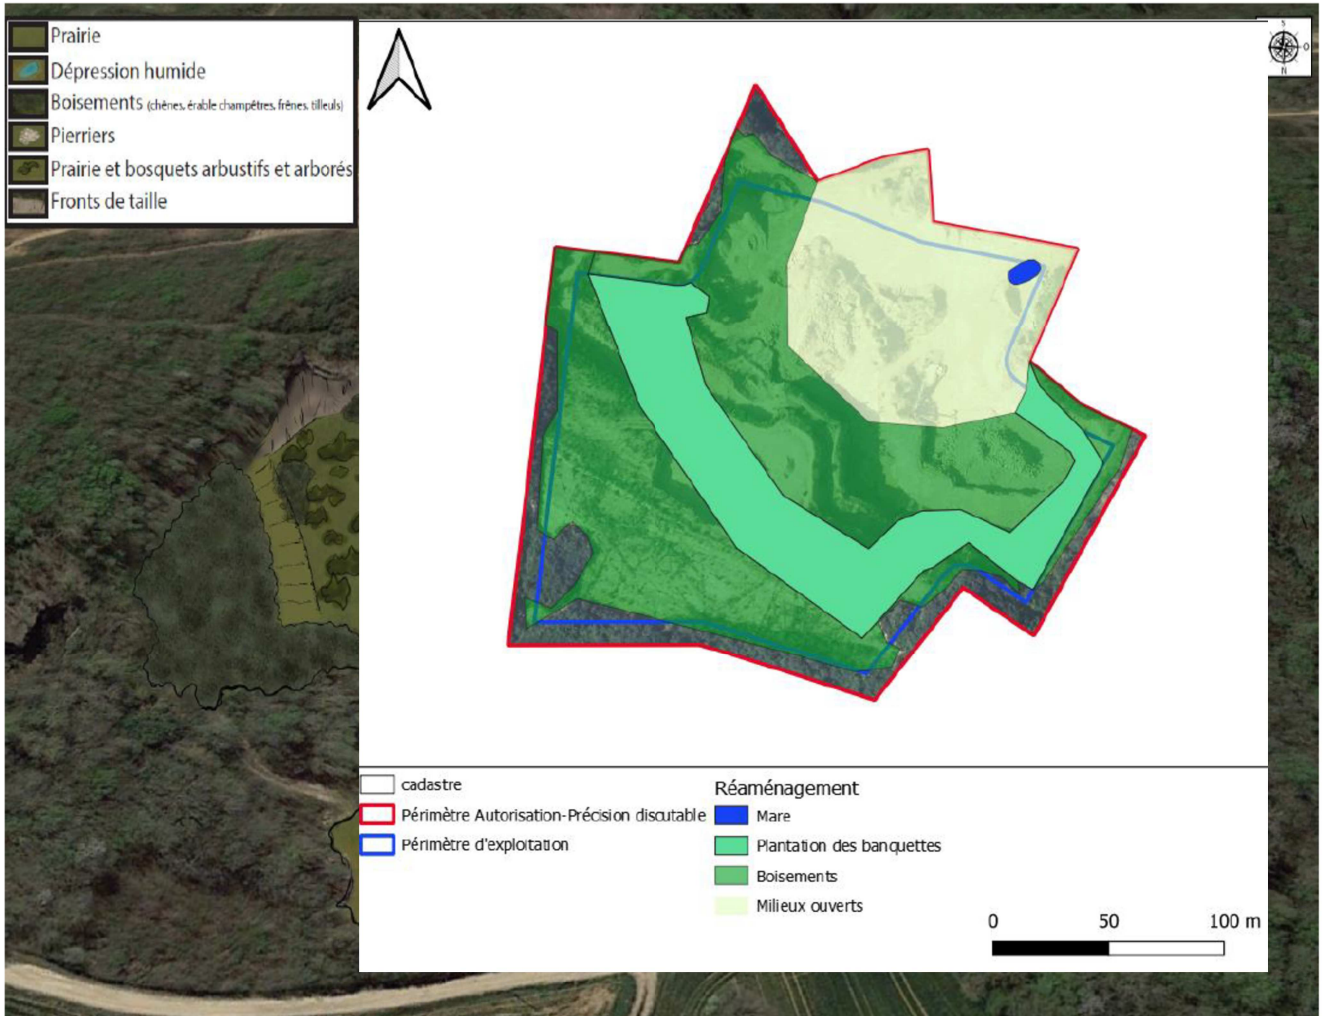 Prairie
Dépression humide
Boisements (chênes, érable champêtres, frênes, tilleuls)
Pierriers
Prairie et bosquets arbustifs et arborés
Fronts de taille
S
O
N
cadastre
Périmètre Autorisation-Précision discutable
Périmètre d'exploitation
Réaménagement
Mare
Plantation des banquettes
Boisements
Milieux ouverts
0 50 100 m